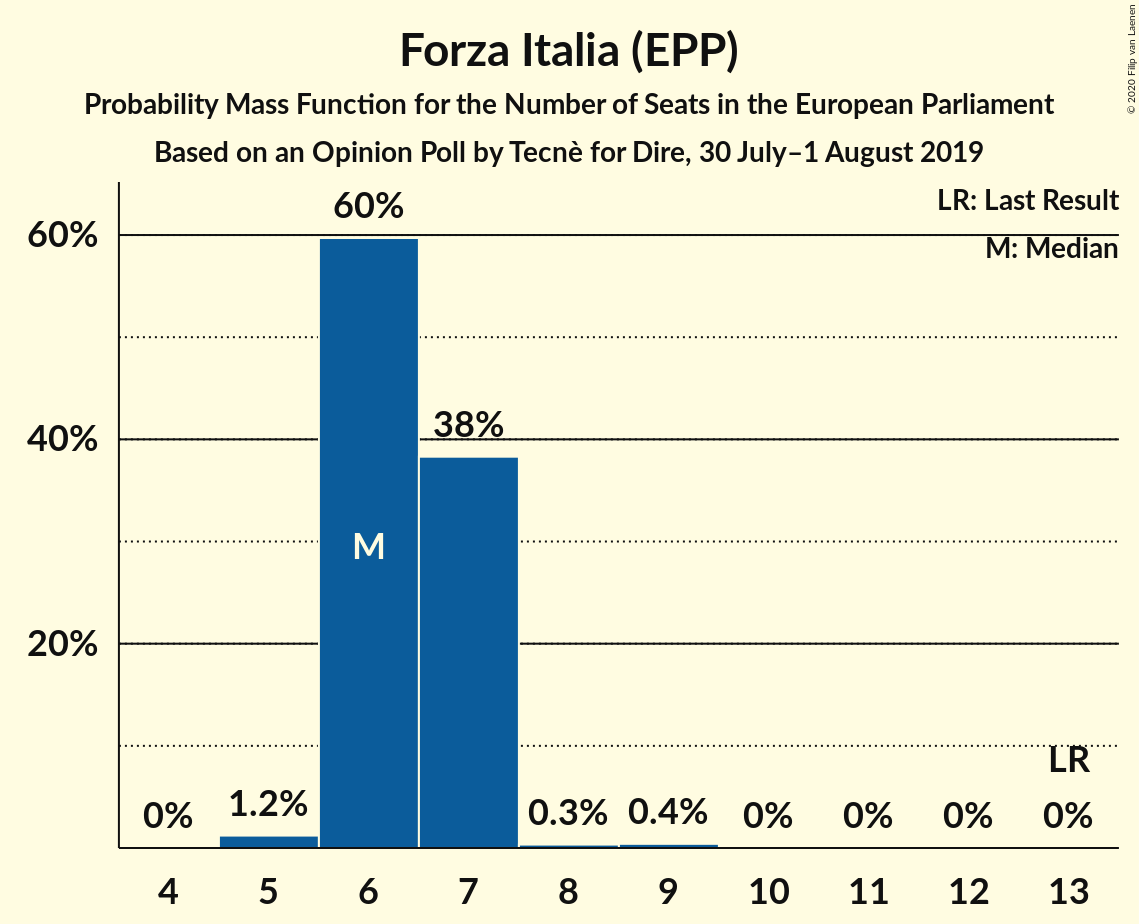 Forza Italia (EPP)
Probability Mass Function for the Number of Seats in the European Parliament
Based on an Opinion Poll by Tecnè for Dire, 30 July–1 August 2019
© 2020 Filip van Laenen
LR: Last Result
M: Median
60%
40%
20%
0%
1.2%
60%
M
38%
0.3%
0.4%
0%
0%
0%
LR
0%
4 5 6 7 8 9 10 11 12 13